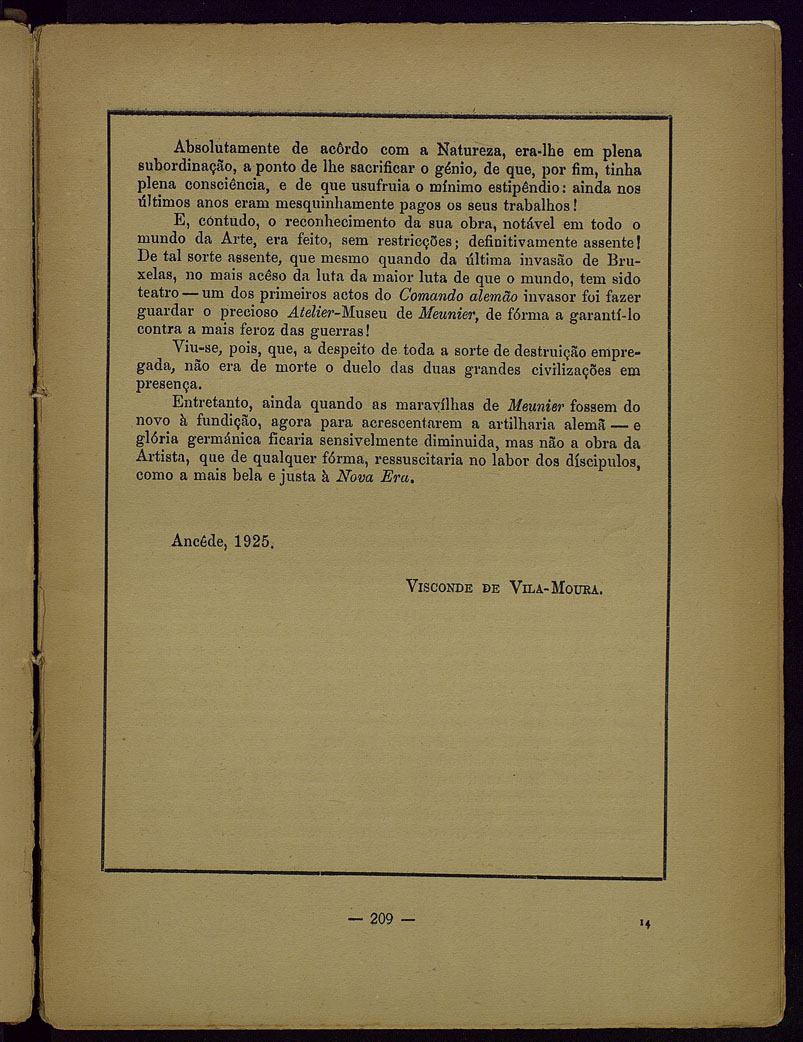 Absolutamente de acôrdo com a Natureza, era-lhe em plena
subordinação, a ponto de lhe sacrificar o génio, de que, por fim, tinha
plena consciência, e de que usufruia o mínimo estipêndio: ainda nos
últimos anos eram mesquinhamente pagos os seus trabalhos!
E, contudo, o reconhecimento da sua obra, notável em todo o
mundo da Arte, era feito, sem restricções; definitivamente assente!
De tal sorte assente, que mesmo quando da última invasão de Bru-
xelas, no mais acêso da luta da maior luta de que o mundo, tem sido
teatro — um dos primeiros actos do Comando alemão invasor foi fazer
guardar o precioso Atelier-Museu de Meunier, de fórma a garantí-lo
contra a mais feroz das guerras!
Viu-se, pois, que, a despeito de toda a sorte de destruição empre-
gada, não era de morte o duelo das duas grandes civilizações em
presença.
Entretanto, ainda quando as maravílhas de Meunier fossem do
novo à fundição, agora para acrescentarem a artilharia alemã — e
glória germánica ficaria sensivelmente diminuida, mas não a obra da
Artista, que de qualquer fórma, ressuscitaria no labor dos díscipulos,
como a mais bela e justa à Nova Era.
Ancêde, 1925.
Visconde de Vila-Moura.
— 209 —
14